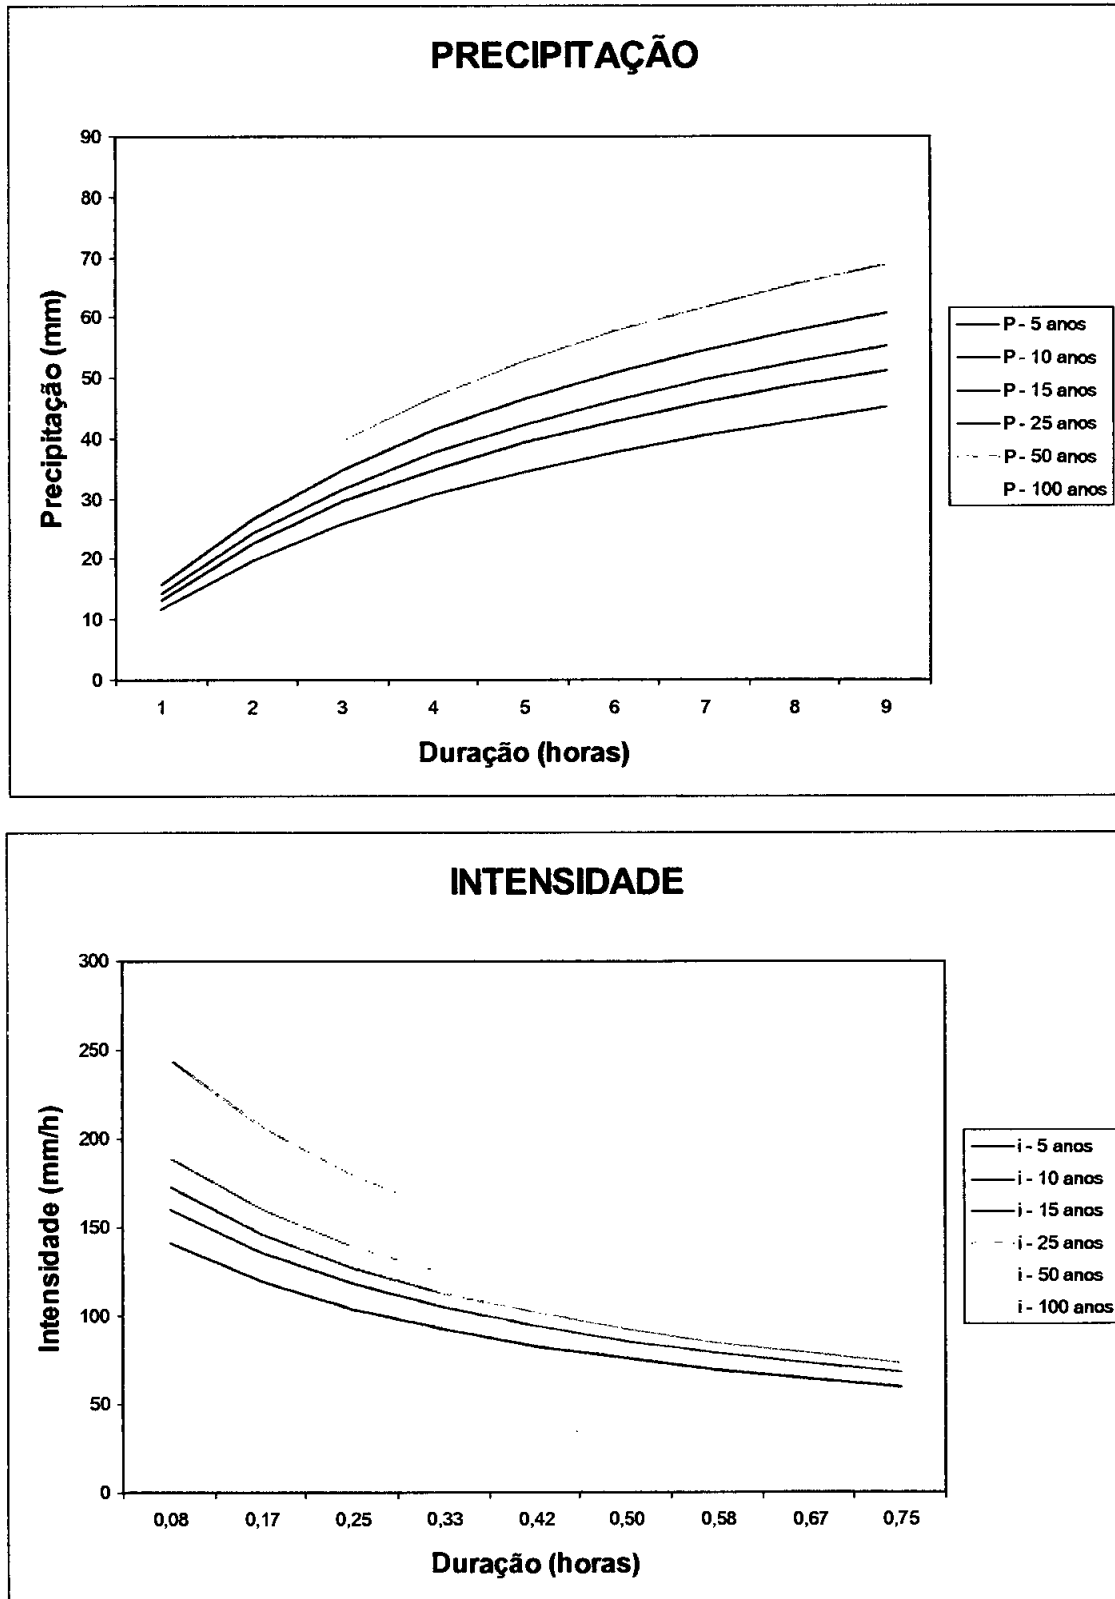 PRECIPITAÇÃO
90
80
70
60
50
40
30
20
10
0
Precipitação (mm)
1 2 3 4 5 6 7 8 9
Duração (horas)
P - 5 anos
P - 10 anos
P - 15 anos
P - 25 anos
P - 50 anos
P - 100 anos
INTENSIDADE
300
250
200
150
100
50
0
Intensidade (mm/h)
0,08 0,17 0,25 0,33 0,42 0,50 0,58 0,67 0,75
Duração (horas)
i - 5 anos
i - 10 anos
i - 15 anos
i - 25 anos
i - 50 anos
i - 100 anos